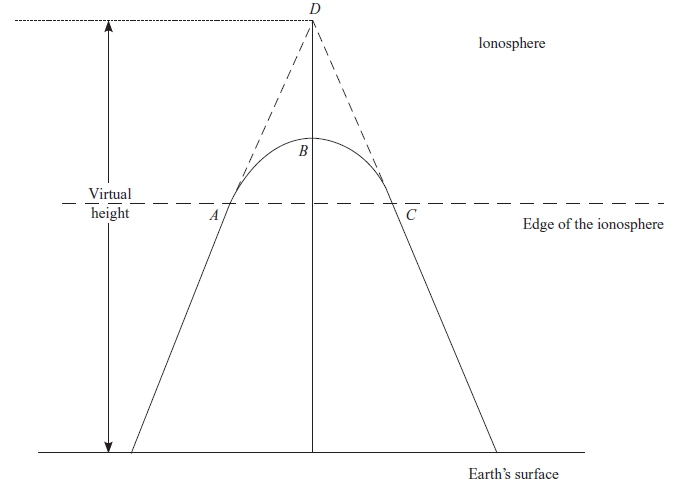 D
Ionosphere
B
Virtual
height
A
C
Edge of the ionosphere
Earth's surface